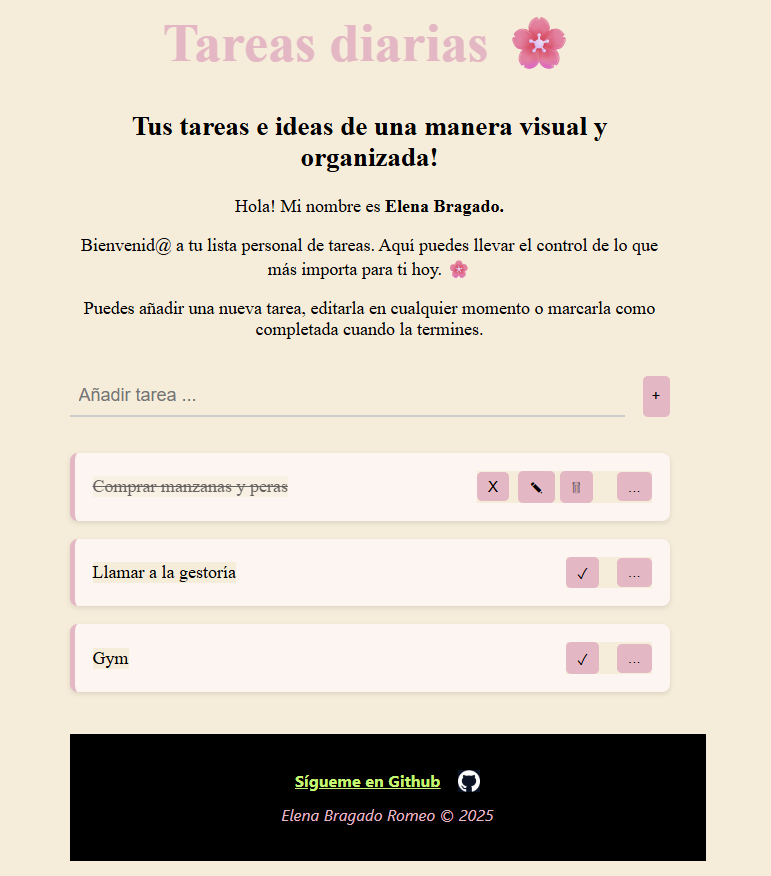 Tareas diarias 🌸
Tus tareas e ideas de una manera visual y
organizada!
Hola! Mi nombre es Elena Bragado.
Bienvenid@ a tu lista personal de tareas. Aquí puedes llevar el control de lo que
más importa para ti hoy. 🌸
Puedes añadir una nueva tarea, editarla en cualquier momento o marcarla como
completada cuando la termines.
Añadir tarea ... +
Comprar manzanas y peras X ✏️ 🗑 ...
Llamar a la gestoría ✓ ...
Gym ✓ ...
Sígueme en Github
Elena Bragado Romeo © 2025